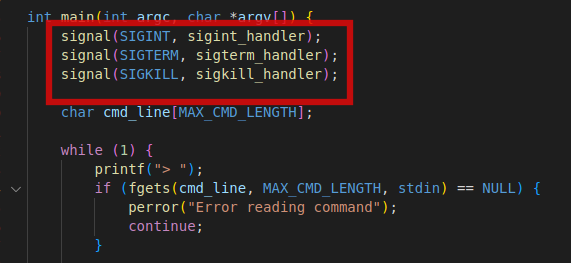 int main(int argc, char *argv[]) {
signal(SIGINT, sigint_handler);
signal(SIGTERM, sigterm_handler);
signal(SIGKILL, sigkill_handler);
char cmd_line[MAX_CMD_LENGTH];
while (1) {
printf("> ");
if (fgets(cmd_line, MAX_CMD_LENGTH, stdin) == NULL) {
perror("Error reading command");
continue;
}